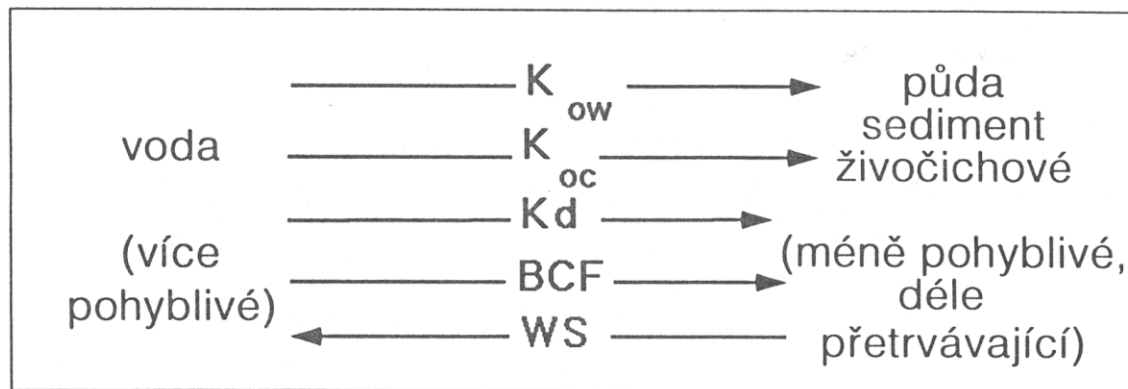 voda
(více
pohyblivé)
K ow
K oc
Kd
BCF
WS
půda
sediment
živočichové
(méně pohyblivé,
déle
přetrvávající)